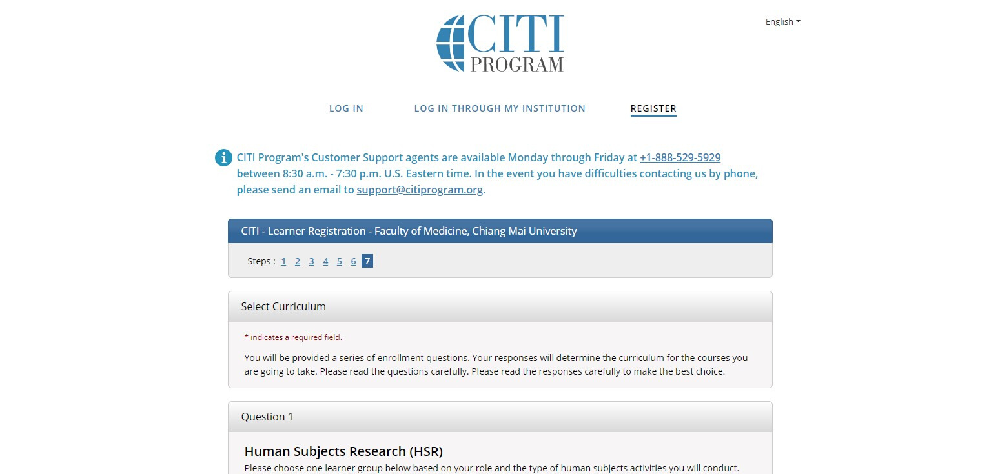 CITI
PROGRAM
English
LOG IN
LOG IN THROUGH MY INSTITUTION
REGISTER
CITI Program's Customer Support agents are available Monday through Friday at +1-888-529-5929
between 8:30 a.m. - 7:30 p.m. U.S. Eastern time. In the event you have difficulties contacting us by phone,
please send an email to support@citiprogram.org.
CITI - Learner Registration - Faculty of Medicine, Chiang Mai University
Steps : 1 2 3 4 5 6 7
Select Curriculum
* indicates a required field.
You will be provided a series of enrollment questions. Your responses will determine the curriculum for the courses you
are going to take. Please read the questions carefully. Please read the responses carefully to make the best choice.
Question 1
Human Subjects Research (HSR)
Please choose one learner group below based on your role and the type of human subjects activities you will conduct.